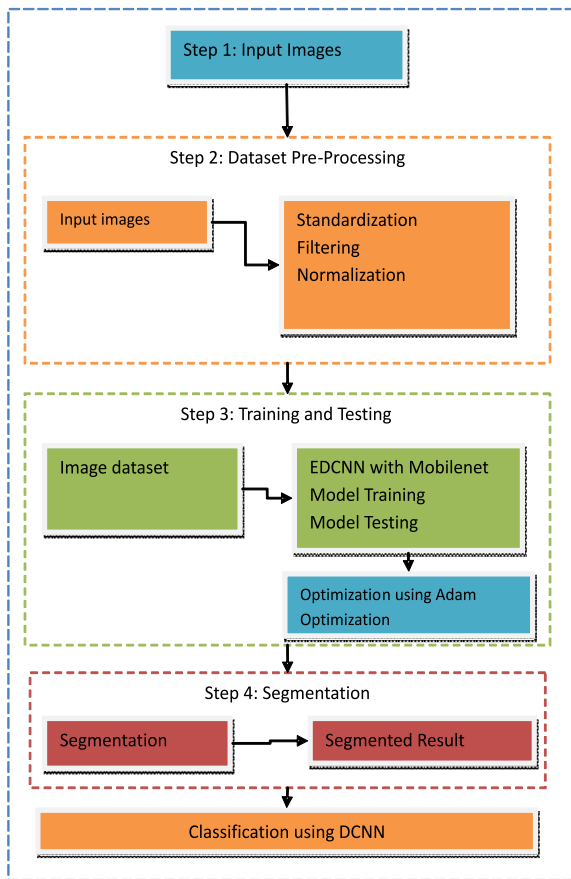 Step 1: Input Images
Step 2: Dataset Pre-Processing
Input images
Standardization
Filtering
Normalization
Step 3: Training and Testing
Image dataset
EDCNN with Mobilenet
Model Training
Model Testing
Optimization using Adam
Optimization
Step 4: Segmentation
Segmentation
Segmented Result
Classification using DCNN